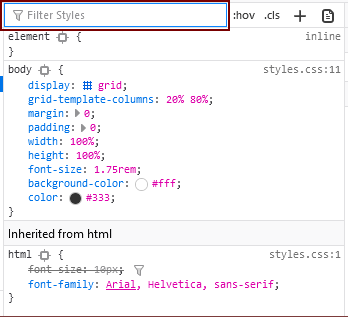 Filter Styles :hov .cls +
element { inline
}
body { styles.css:11
display: grid;
grid-template-columns: 20% 80%;
margin: 0;
padding: 0;
width: 100%;
height: 100%;
font-size: 1.75rem;
background-color: #fff;
color: #333;
}
Inherited from html
html { styles.css:1
font-size: 10px;
font-family: Arial, Helvetica, sans-serif;
}